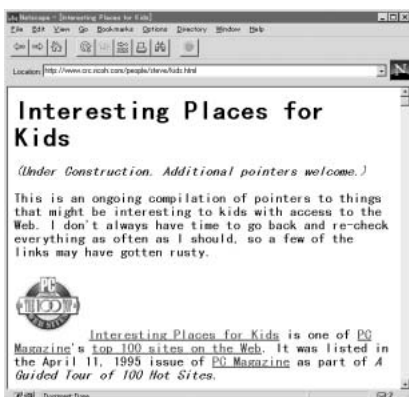 Netscape - [Interesting Places for Kids]
File Edit View Go Bookmarks Options Directory Window Help
Location: http://www.crc.ricoh.com/people/steve/kids.html
N
Interesting Places for
Kids
(Under Construction. Additional pointers welcome.)
This is an ongoing compilation of pointers to things
that might be interesting to kids with access to the
Web. I don't always have time to go back and re-check
everything as often as I should, so a few of the
links may have gotten rusty.
PC
TOP 100
WEB SITES
Interesting Places for Kids is one of PC
Magazine's top 100 sites on the Web. It was listed in
the April 11, 1995 issue of PC Magazine as part of A
Guided Tour of 100 Hot Sites.
Document: Done